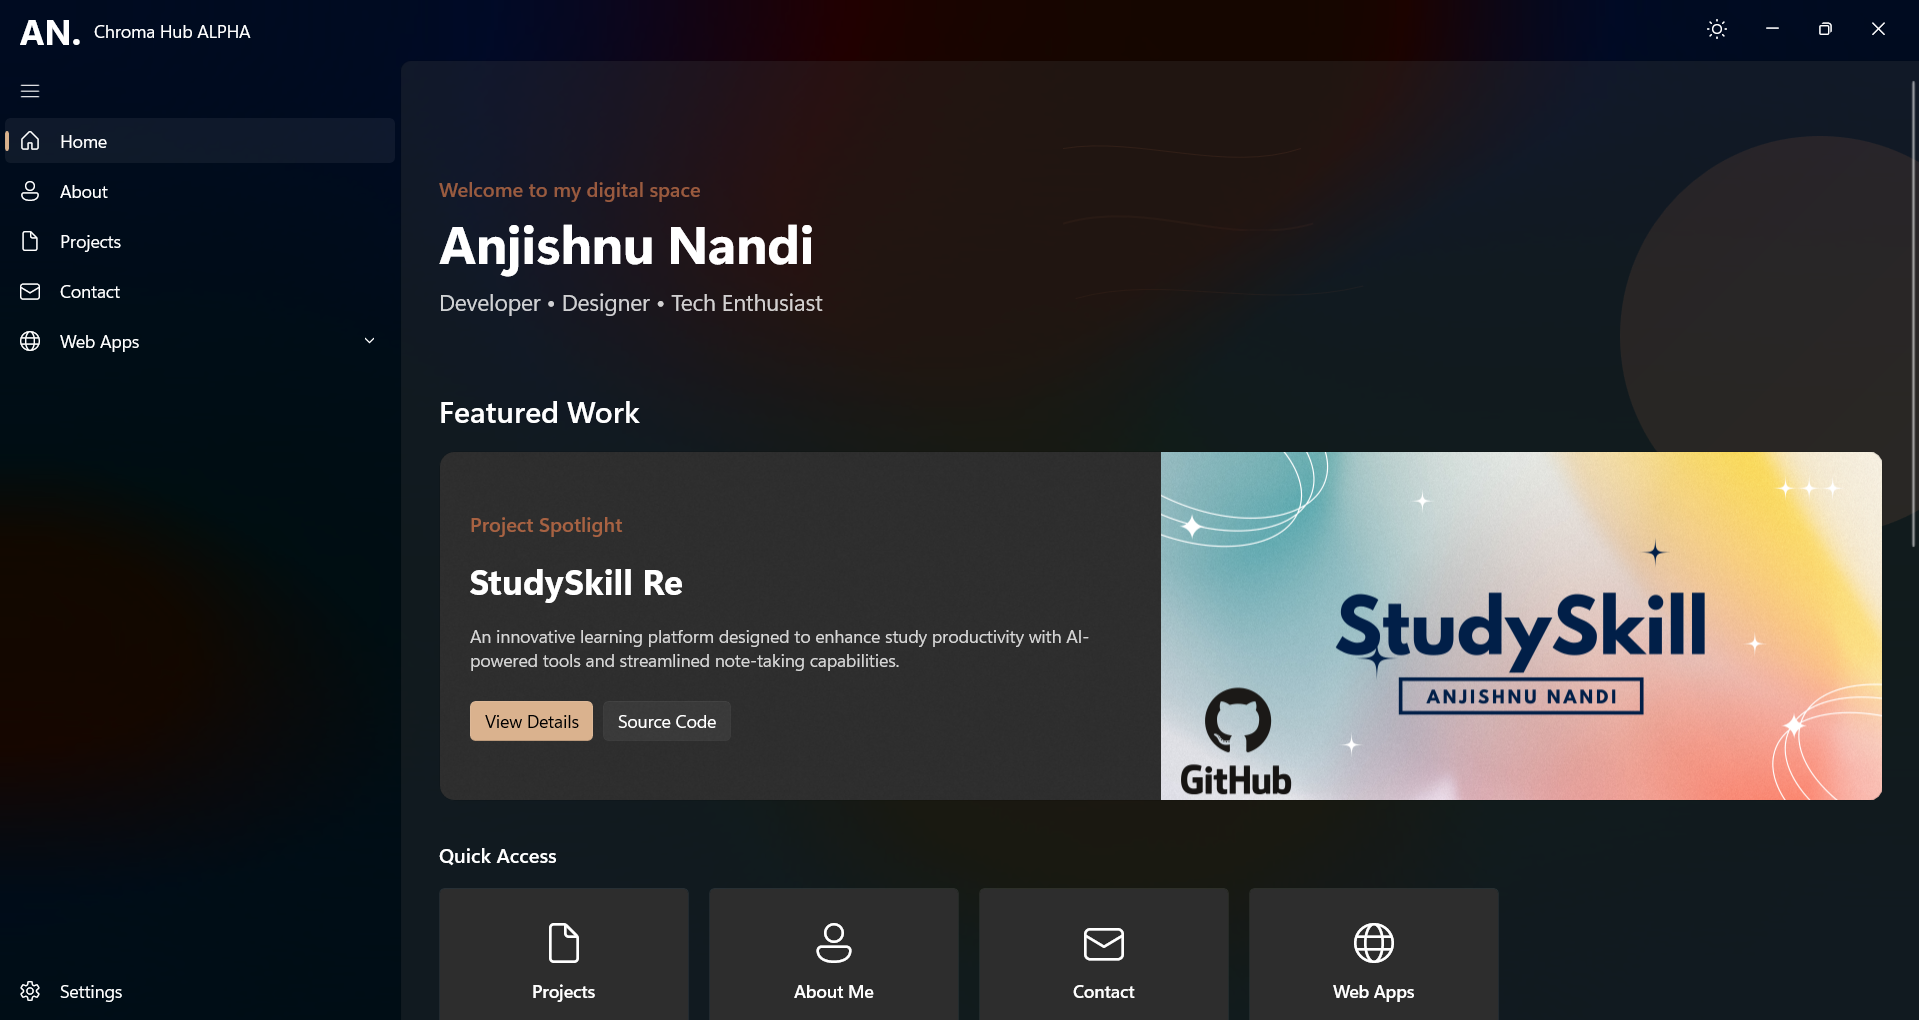 AN. Chroma Hub ALPHA
Home
About
Projects
Contact
Web Apps
Settings
Welcome to my digital space
Anjishnu Nandi
Developer • Designer • Tech Enthusiast
Featured Work
Project Spotlight
StudySkill Re
An innovative learning platform designed to enhance study productivity with AI-
powered tools and streamlined note-taking capabilities.
View Details
Source Code
StudySkill
ANJISHNU NANDI
GitHub
Quick Access
Projects
About Me
Contact
Web Apps